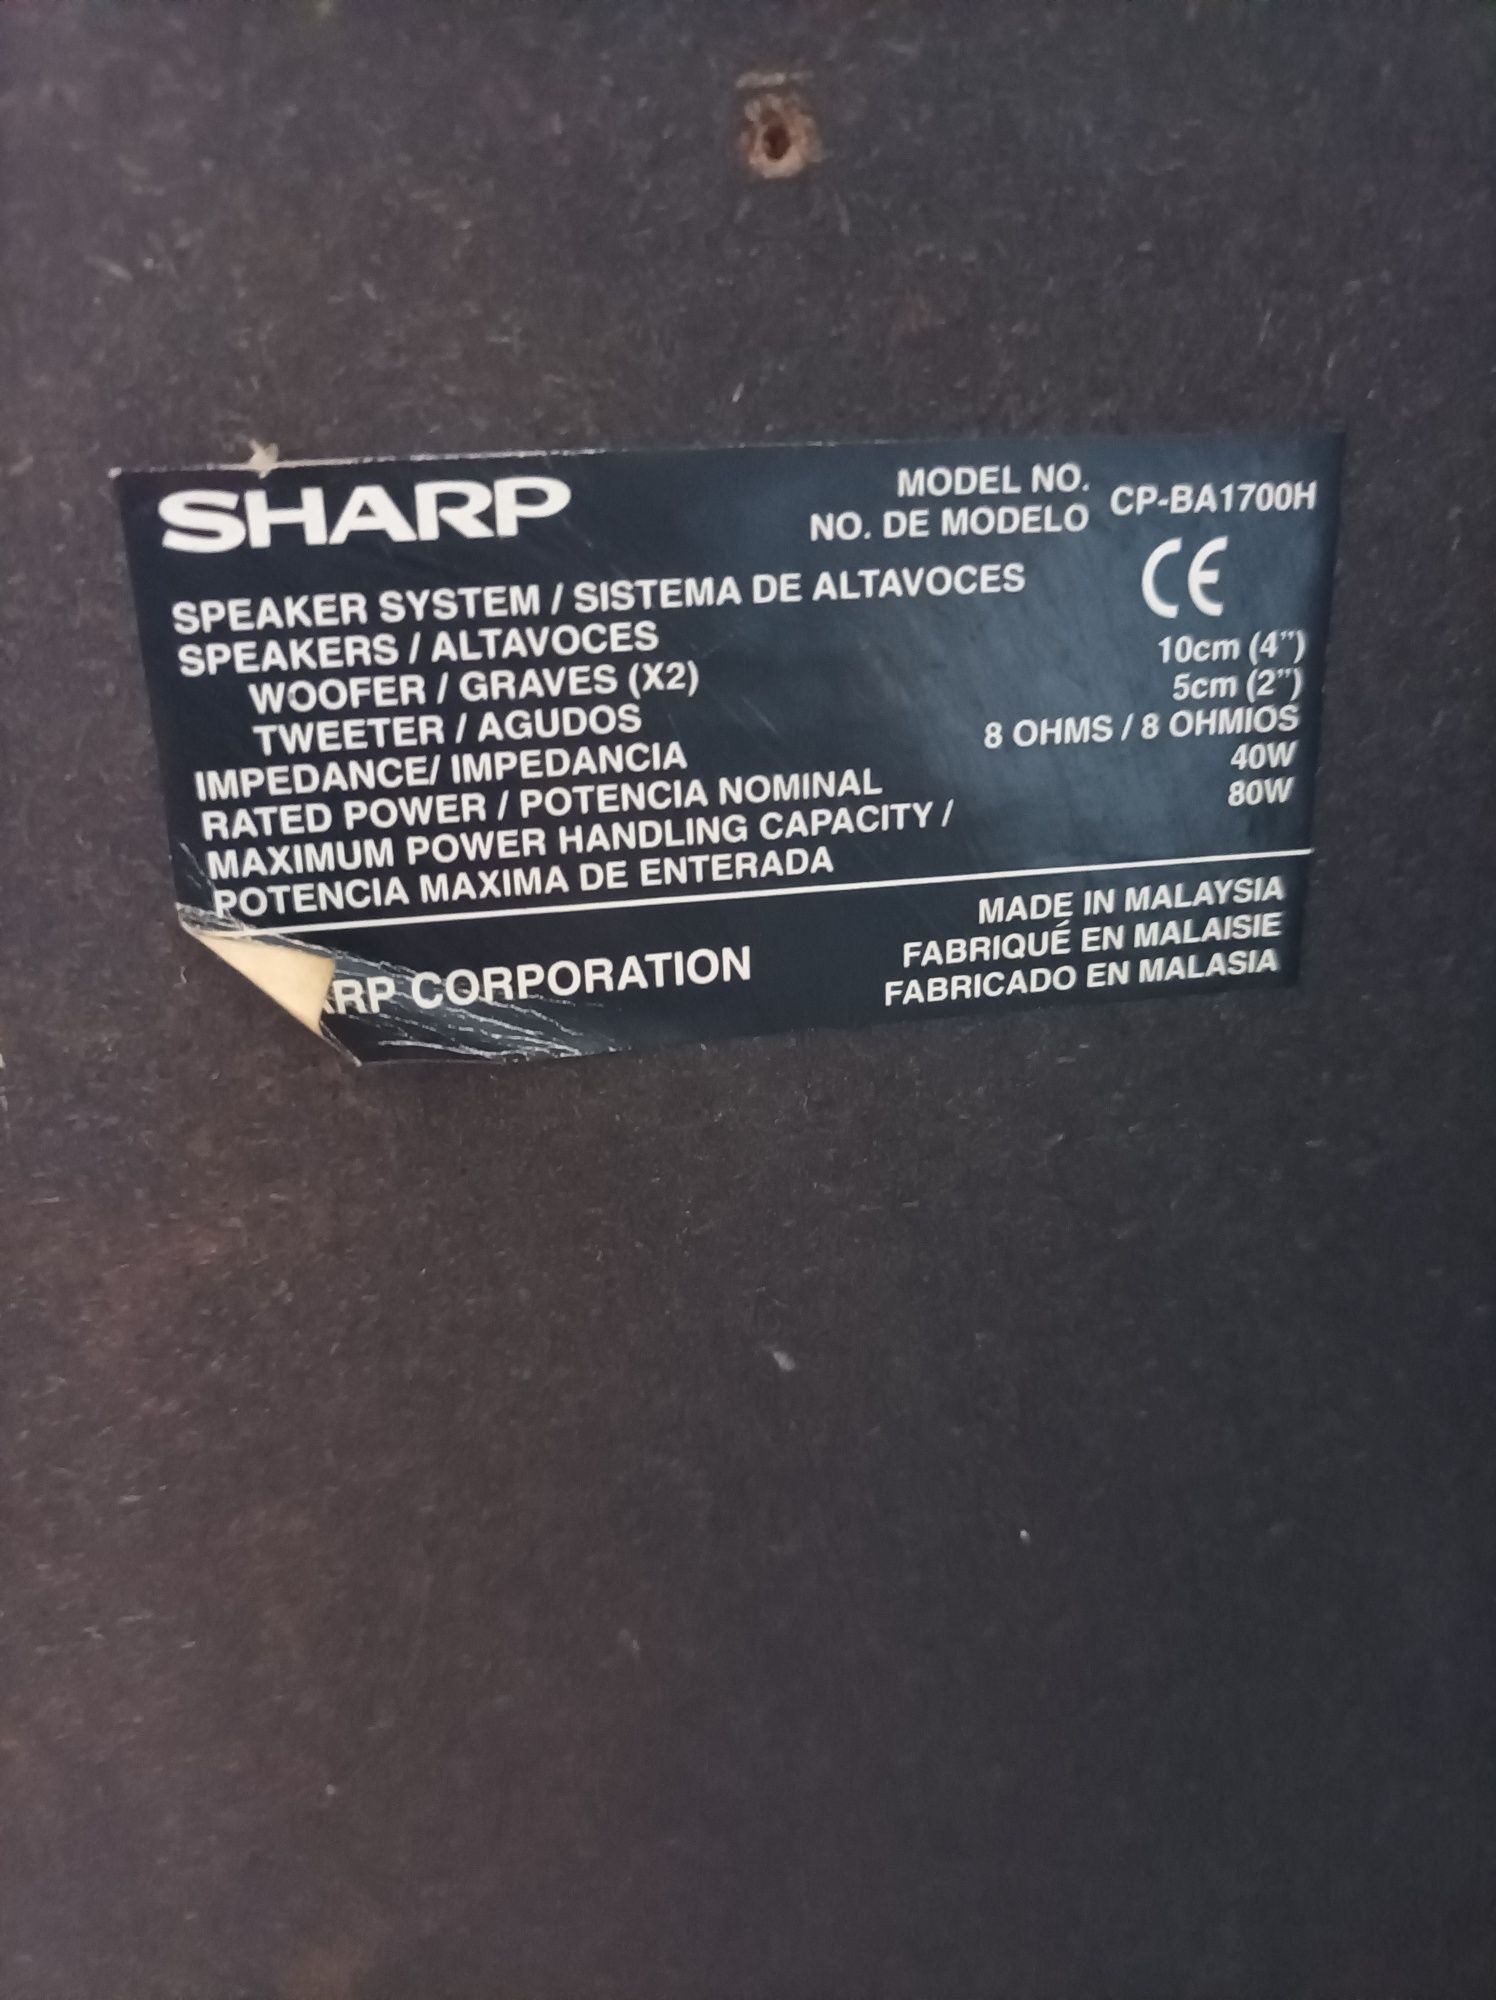 SHARP
MODEL NO.
NO. DE MODELO
CP-BA1700H
CE
SPEAKER SYSTEM / SISTEMA DE ALTAVOCES
SPEAKERS / ALTAVOCES
WOOFER / GRAVES (X2) 10cm (4")
TWEETER / AGUDOS 5cm (2")
IMPEDANCE/ IMPEDANCIA 8 OHMS / 8 OHMIOS
RATED POWER / POTENCIA NOMINAL 40W
MAXIMUM POWER HANDLING CAPACITY / 80W
POTENCIA MAXIMA DE ENTERADA
RP CORPORATION
MADE IN MALAYSIA
FABRIQUÉ EN MALAISIE
FABRICADO EN MALASIA